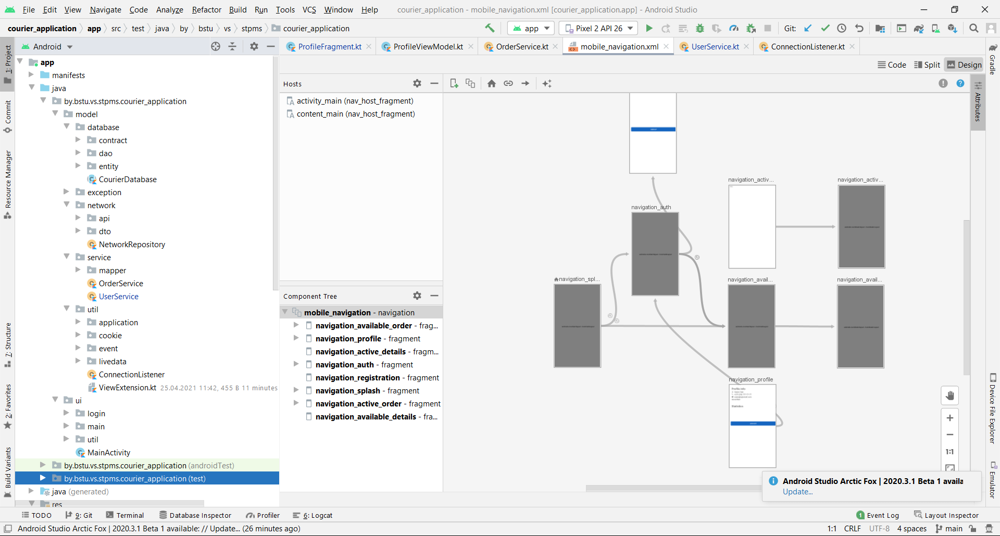 File Edit View Navigate Code Analyze Refactor Build Run Tools VCS Window Help courier_application - mobile_navigation.xml [courier_application.app] - Android Studio
courier_application app src test java by bstu vs stpms courier_application app Pixel 2 API 26 Git:
Android
ProfileFragment.kt ProfileViewModel.kt OrderService.kt mobile_navigation.xml UserService.kt ConnectionListener.kt
Code Split Design
1: Project
Commit
Resource Manager
7: Structure
2: Favorites
Build Variants
app
manifests
java
by.bstu.vs.stpms.courier_application
model
database
contract
dao
entity
CourierDatabase
exception
network
api
dto
NetworkRepository
service
mapper
OrderService
UserService
util
application
cookie
event
livedata
ConnectionListener
ViewExtension.kt 25.04.2021 11:42, 455 B 11 minutes
ui
login
main
util
MainActivity
by.bstu.vs.stpms.courier_application (androidTest)
by.bstu.vs.stpms.courier_application (test)
java (generated)
res
Hosts
activity_main (nav_host_fragment)
content_main (nav_host_fragment)
Component Tree
mobile_navigation - navigation
navigation_available_order - frag...
navigation_profile - fragment
navigation_active_details - fragm...
navigation_auth - fragment
navigation_registration - fragment
navigation_splash - fragment
navigation_active_order - fragment
navigation_available_details - fra...
navigation_activ...
navigation_activ...
navigation_auth
navigation_spl...
navigation_avail...
navigation_avail...
navigation_profile
Profile info
Statistics
1:1
Gradle
Attributes
Device File Explorer
Emulator
Android Studio Arctic Fox | 2020.3.1 Beta 1 availa
Update...
TODO 9: Git Terminal Database Inspector Profiler 6: Logcat 1 Event Log Layout Inspector
Android Studio Arctic Fox | 2020.3.1 Beta 1 available: // Update... (26 minutes ago) 1:1 CRLF UTF-8 4 spaces main